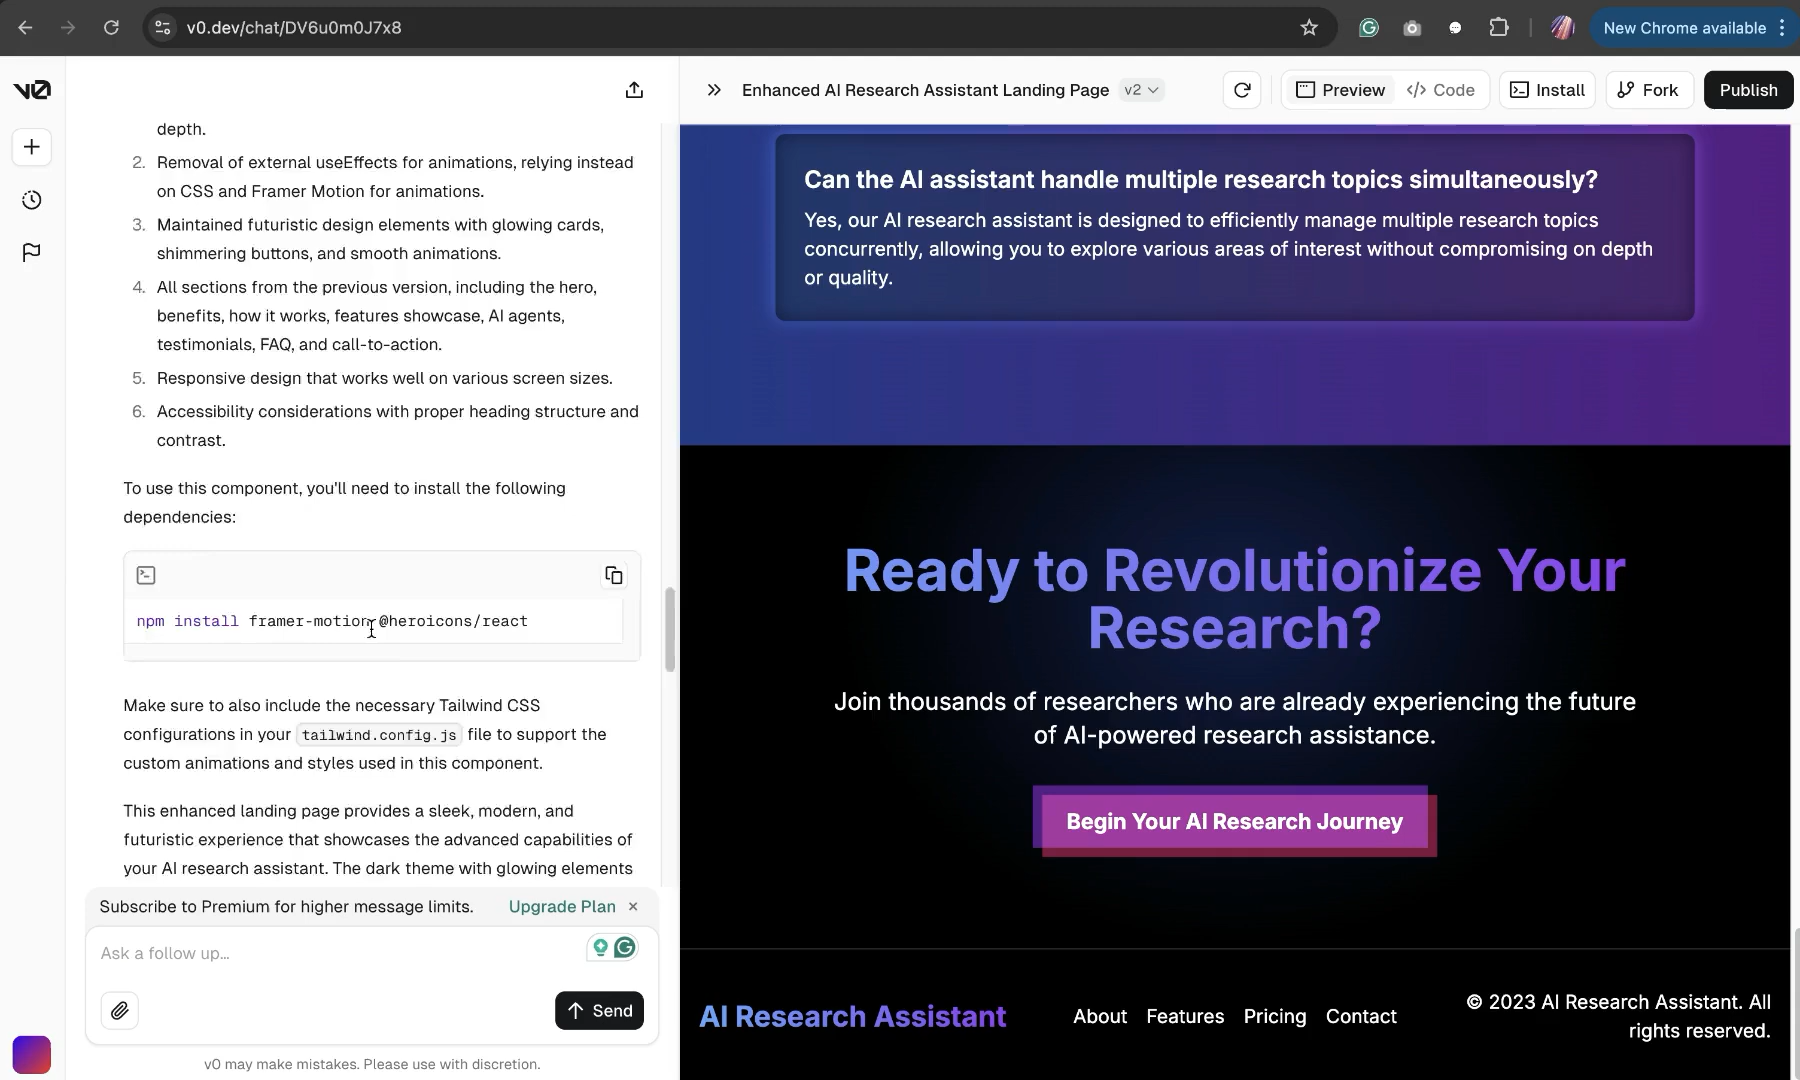 v0.dev/chat/DV6u0m0J7x8
New Chrome available
v0
Enhanced AI Research Assistant Landing Page v2
Preview
Code
Install
Fork
Publish
depth.
2. Removal of external useEffects for animations, relying instead
on CSS and Framer Motion for animations.
3. Maintained futuristic design elements with glowing cards,
shimmering buttons, and smooth animations.
4. All sections from the previous version, including the hero,
benefits, how it works, features showcase, AI agents,
testimonials, FAQ, and call-to-action.
5. Responsive design that works well on various screen sizes.
6. Accessibility considerations with proper heading structure and
contrast.
To use this component, you'll need to install the following
dependencies:
npm install framer-motion @heroicons/react
Make sure to also include the necessary Tailwind CSS
configurations in your tailwind.config.js file to support the
custom animations and styles used in this component.
This enhanced landing page provides a sleek, modern, and
futuristic experience that showcases the advanced capabilities of
your AI research assistant. The dark theme with glowing elements
Subscribe to Premium for higher message limits. Upgrade Plan
Ask a follow up...
Send
v0 may make mistakes. Please use with discretion.
Can the AI assistant handle multiple research topics simultaneously?
Yes, our AI research assistant is designed to efficiently manage multiple research topics
concurrently, allowing you to explore various areas of interest without compromising on depth
or quality.
Ready to Revolutionize Your
Research?
Join thousands of researchers who are already experiencing the future
of AI-powered research assistance.
Begin Your AI Research Journey
AI Research Assistant
About Features Pricing Contact
© 2023 AI Research Assistant. All
rights reserved.